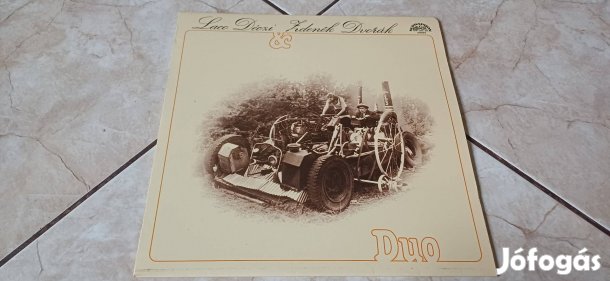 Laco Déczi & Zdeněk Dvořák
Duo
Jófogás